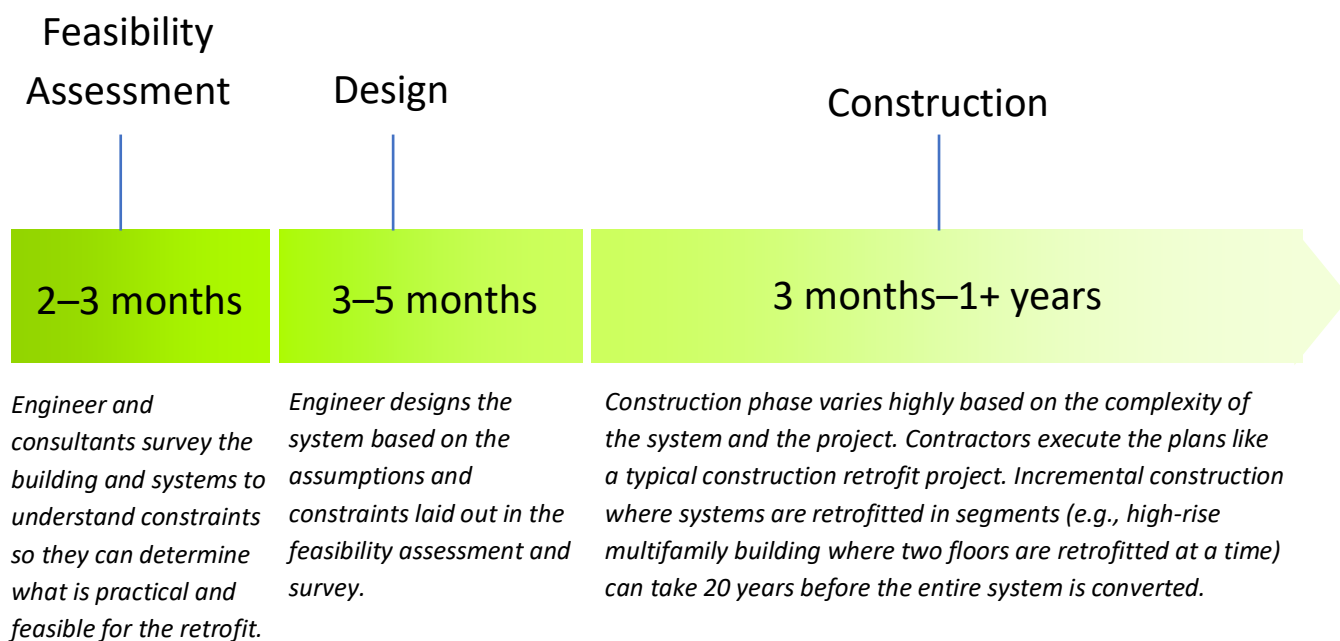 Feasibility
Assessment
Design
Construction
2–3 months
3–5 months
3 months–1+ years
Engineer and
consultants survey the
building and systems to
understand constraints
so they can determine
what is practical and
feasible for the retrofit.
Engineer designs the
system based on the
assumptions and
constraints laid out in the
feasibility assessment and
survey.
Construction phase varies highly based on the complexity of
the system and the project. Contractors execute the plans like
a typical construction retrofit project. Incremental construction
where systems are retrofitted in segments (e.g., high-rise
multifamily building where two floors are retrofitted at a time)
can take 20 years before the entire system is converted.